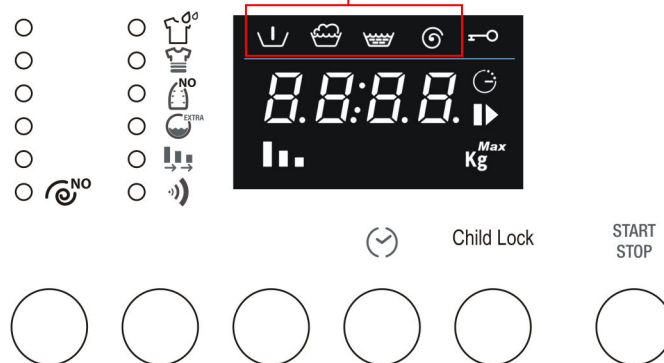 NO
EXTRA
NO
8.8:8.8.
Max
Kg
Child Lock
START
STOP